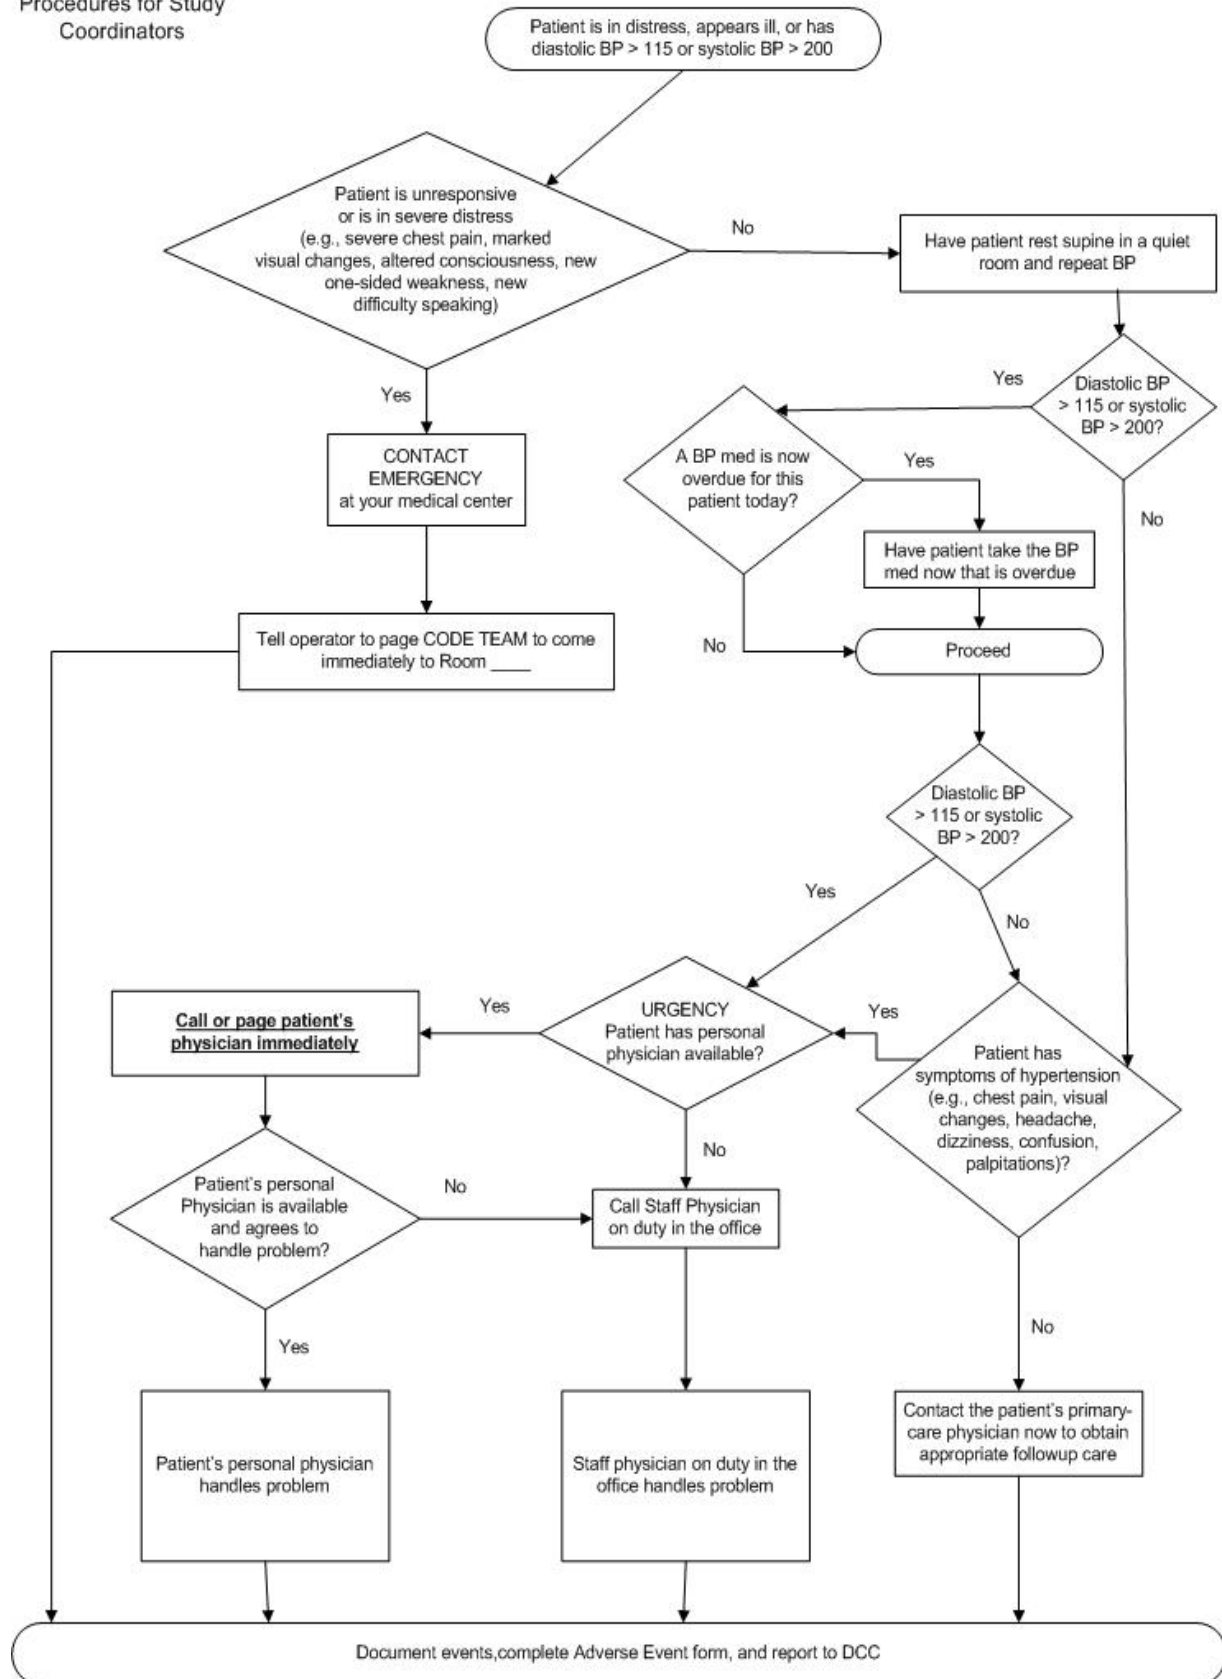 Procedures for Study
Coordinators
Patient is in distress, appears ill, or has
diastolic BP > 115 or systolic BP > 200
Patient is unresponsive
or is in severe distress
(e.g., severe chest pain, marked
visual changes, altered consciousness, new
one-sided weakness, new
difficulty speaking)
No
Have patient rest supine in a quiet
room and repeat BP
Yes
Diastolic BP
> 115 or systolic
BP > 200?
Yes
CONTACT
EMERGENCY
at your medical center
A BP med is now
overdue for this
patient today?
Yes
No
Have patient take the BP
med now that is overdue
Tell operator to page CODE TEAM to come
immediately to Room ____
No
Proceed
Diastolic BP
> 115 or systolic
BP > 200?
Yes
No
Call or page patient's
physician immediately
Yes
URGENCY
Patient has personal
physician available?
Yes
Patient has
symptoms of hypertension
(e.g., chest pain, visual
changes, headache,
dizziness, confusion,
palpitations)?
No
Patient's personal
Physician is available
and agrees to
handle problem?
No
Call Staff Physician
on duty in the office
Yes
No
Patient's personal physician
handles problem
Staff physician on duty in the
office handles problem
Contact the patient's primary-
care physician now to obtain
appropriate followup care
Document events,complete Adverse Event form, and report to DCC